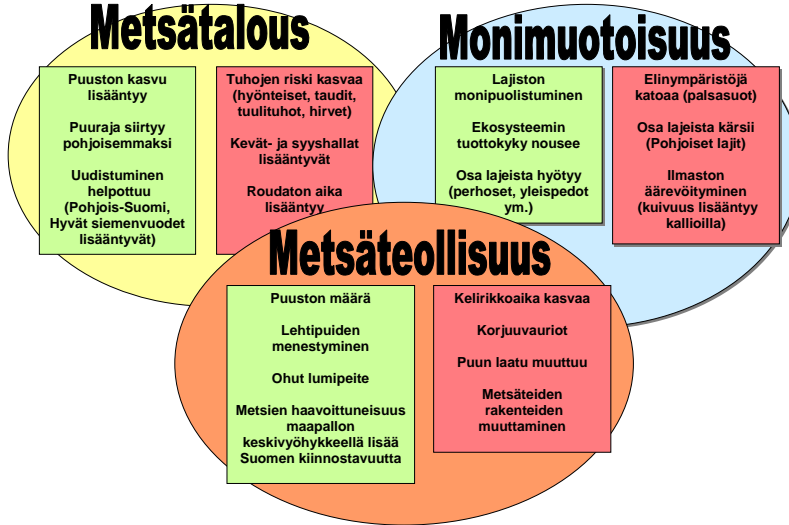 Metsätalous
Puuston kasvu
lisääntyy
Puuraja siirtyy
pohjoisemmaksi
Uudistuminen
helpottuu
(Pohjois-Suomi,
Hyvät siemenvuodet
lisääntyvät)
Tuhojen riski kasvaa
(hyönteiset, taudit,
tuulituhot, hirvet)
Kevät- ja syyshallat
lisääntyvät
Roudaton aika
lisääntyy
Monimuotoisuus
Lajiston
monipuolistuminen
Ekosysteemin
tuottokyky nousee
Osa lajeista hyötyy
(perhoset, yleispedot
ym.)
Elinympäristöjä
katoaa (palsasuot)
Osa lajeista kärsii
(Pohjoiset lajit)
Ilmaston
äärevöityminen
(kuivuus lisääntyy
kallioilla)
Metsäteollisuus
Puuston määrä
Lehtipuiden
menestyminen
Ohut lumipeite
Metsien haavoittuneisuus
maapallon
keskivyöhykkeellä lisää
Suomen kiinnostavuutta
Kelirikkoaika kasvaa
Korjuuvauriot
Puun laatu muuttuu
Metsäteiden
rakenteiden
muuttaminen